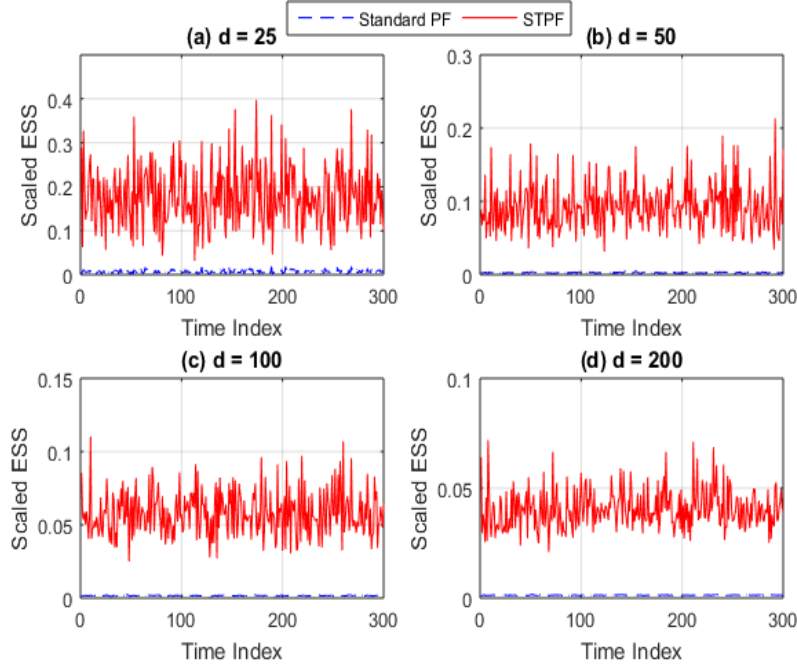 Standard PF STPF
(a) d = 25
(b) d = 50
Scaled ESS
0.4
0.3
0.2
0.1
0
0 100 200 300
Time Index
Scaled ESS
0.3
0.2
0.1
0
0 100 200 300
Time Index
(c) d = 100
(d) d = 200
Scaled ESS
0.15
0.1
0.05
0
0 100 200 300
Time Index
Scaled ESS
0.1
0.05
0
0 100 200 300
Time Index